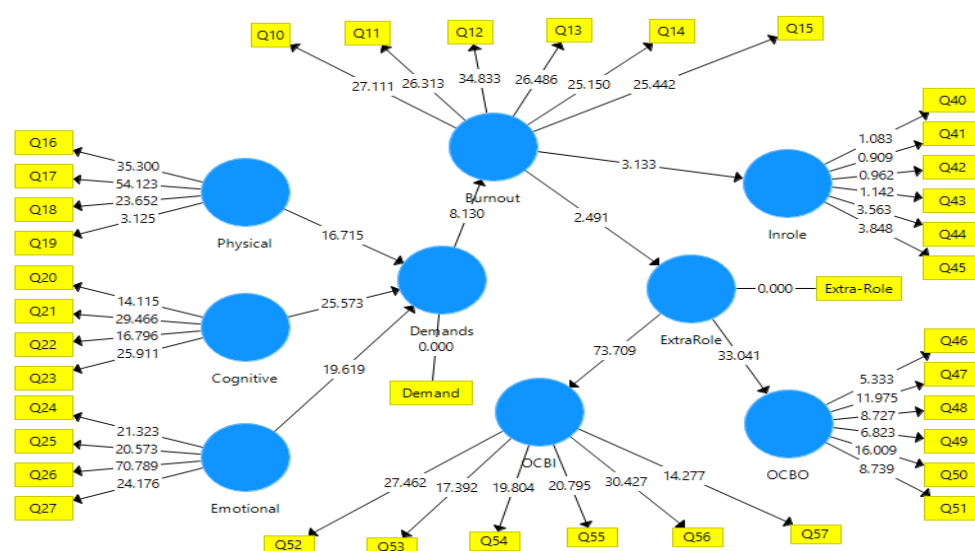 Q10
Q11
Q12
Q13
Q14
Q15
27.111
26.313
34.833
26.486
25.150
25.442
Burnout
Q16
Q17
Q18
Q19
35.300
54.123
23.652
3.125
Physical
16.715
8.130
3.133
2.491
Q40
Q41
Q42
Q43
Q44
Q45
1.083
0.909
0.962
1.142
3.563
3.848
Inrole
Q20
Q21
Q22
Q23
14.115
29.466
16.796
25.911
Cognitive
25.573
Demands
0.000
Demand
ExtraRole
0.000
Extra-Role
Q24
Q25
Q26
Q27
21.323
20.573
70.789
24.176
Emotional
19.619
73.709
33.041
OCBI
27.462
17.392
19.804
20.795
30.427
14.277
Q52
Q53
Q54
Q55
Q56
Q57
OCBO
5.333
11.975
8.727
6.823
16.009
8.739
Q46
Q47
Q48
Q49
Q50
Q51